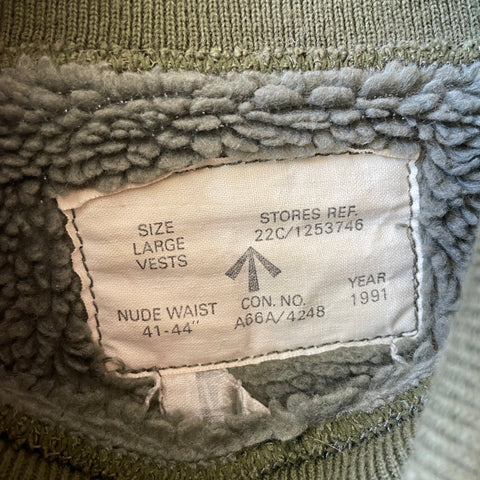 SIZE
LARGE
VESTS
STORES REF.
22C/1253746
NUDE WAIST
41-44"
CON. NO.
A66A/4248
YEAR
1991